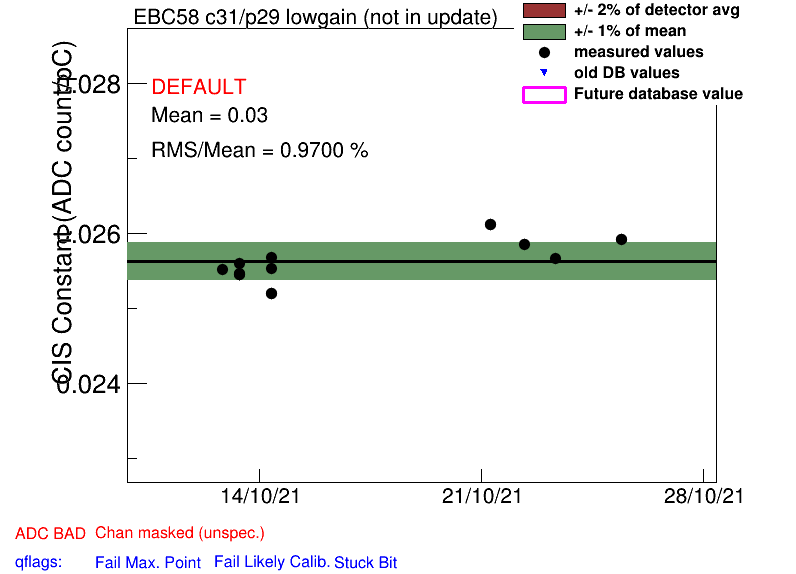 EBC58 c31/p29 lowgain (not in update)
+/- 2% of detector avg
+/- 1% of mean
measured values
old DB values
Future database value
DEFAULT
Mean = 0.03
RMS/Mean = 0.9700 %
CIS Constant (ADC count/pC)
0.028
0.026
0.024
14/10/21
21/10/21
28/10/21
ADC BAD Chan masked (unspec.)
qflags: Fail Max. Point Fail Likely Calib. Stuck Bit